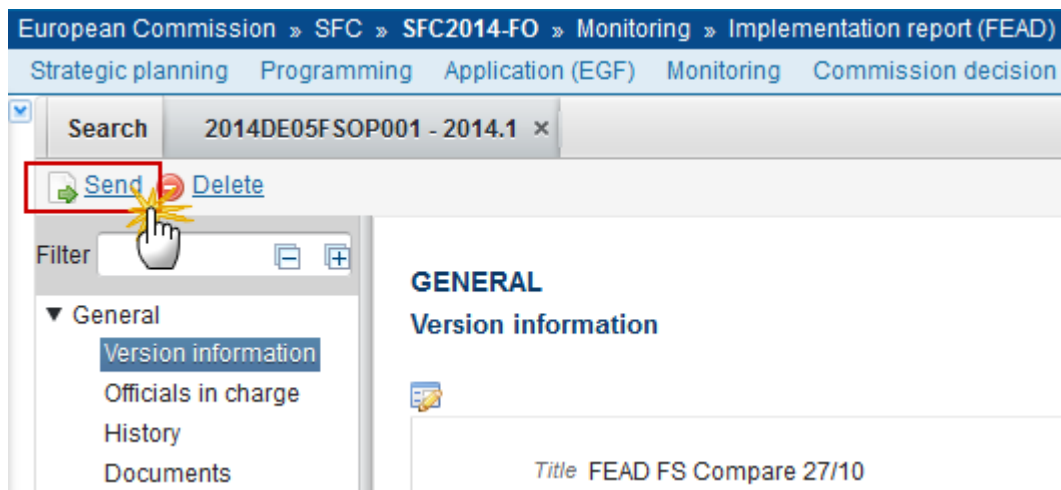 European Commission » SFC » SFC2014-FO » Monitoring » Implementation report (FEAD)
Strategic planning Programming Application (EGF) Monitoring Commission decision
Search 2014DE05FSOP001 - 2014.1 ×
Send Delete
Filter
GENERAL
▼ General
Version information
Version information
Officials in charge
History
Documents
Title FEAD FS Compare 27/10